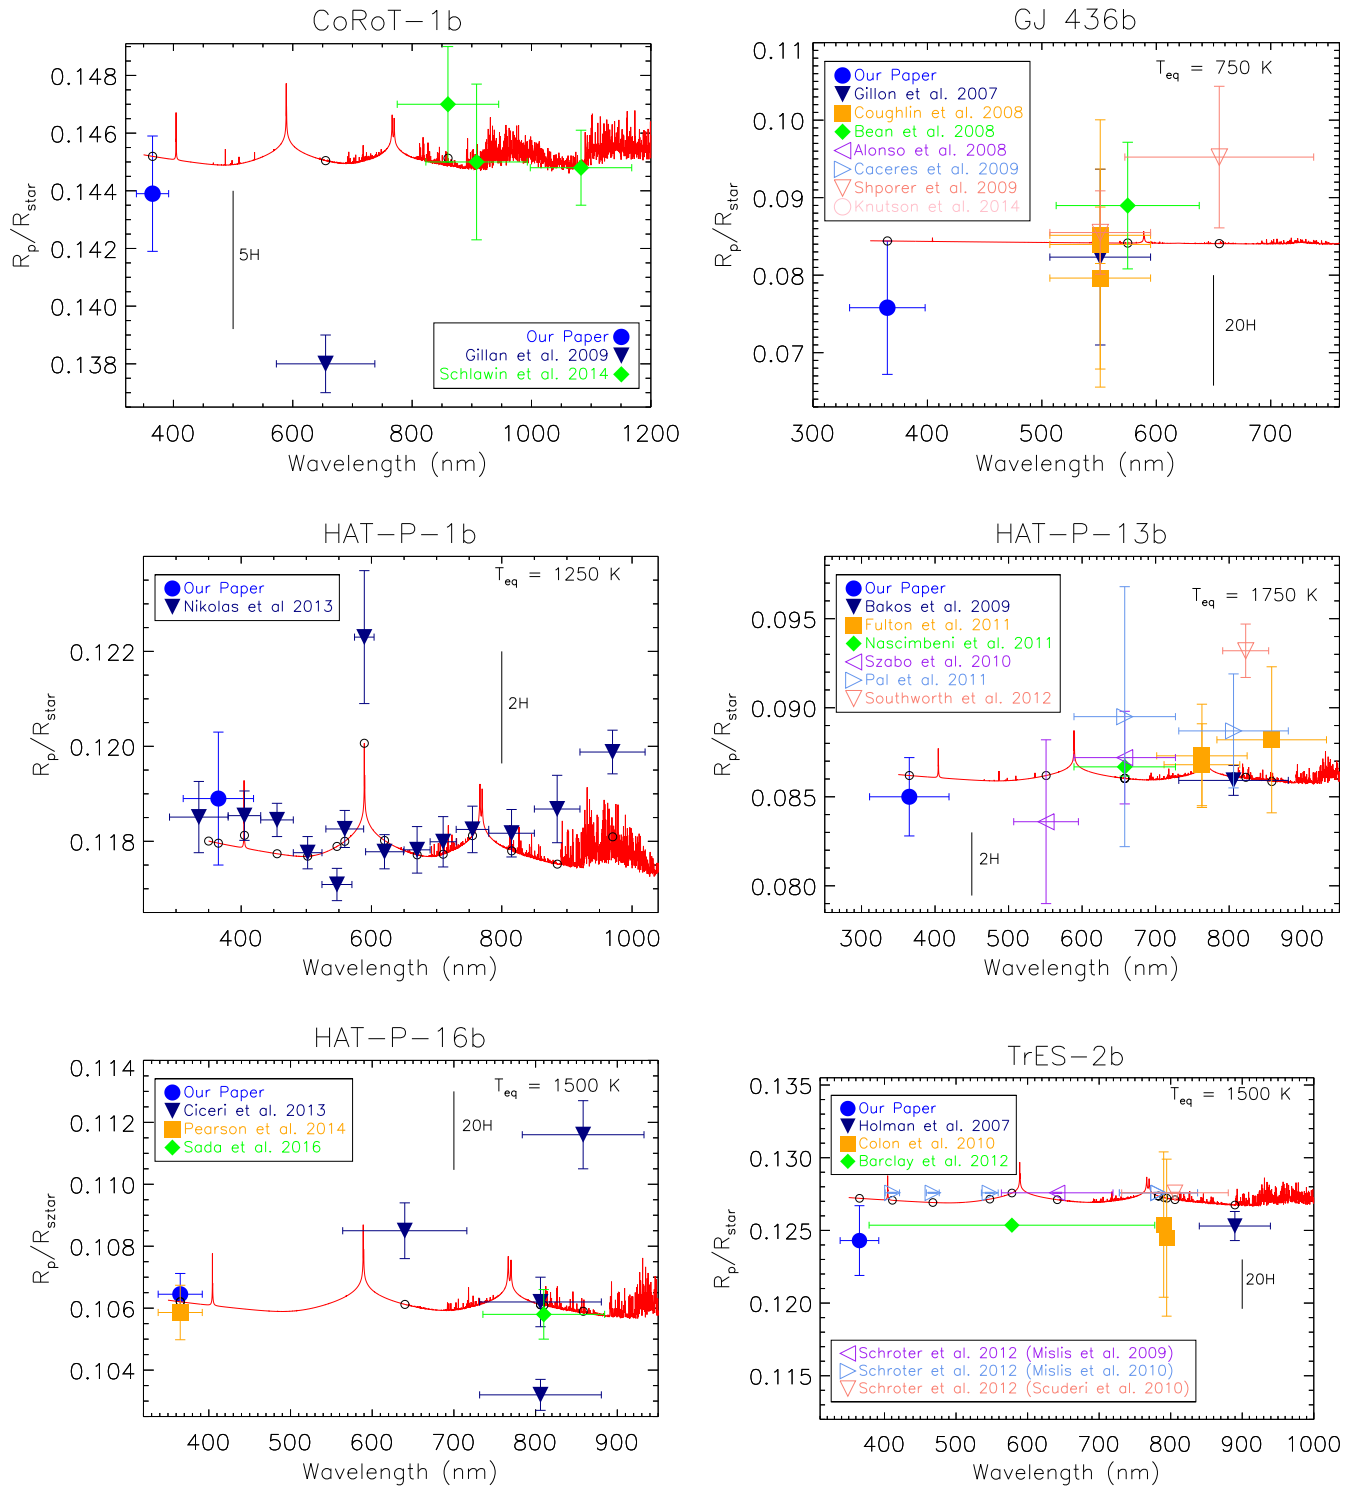 CoRoT-1b
0.148
0.146
0.144
0.142
0.140
0.138
Rp/Rstar
5H
Our Paper
Gillan et al. 2009
Schlawin et al. 2014
400 600 800 1000 1200
Wavelength (nm)
GJ 436b
0.11
0.10
0.09
0.08
0.07
Rp/Rstar
Teq = 750 K
Our Paper
Gillon et al. 2007
Coughlin et al. 2008
Bean et al. 2008
Alonso et al. 2008
Caceres et al. 2009
Shporer et al. 2009
Knutson et al. 2014
20H
300 400 500 600 700
Wavelength (nm)
HAT-P-1b
0.122
0.120
0.118
Rp/Rstar
Teq = 1250 K
Our Paper
Nikolas et al 2013
2H
400 600 800 1000
Wavelength (nm)
HAT-P-13b
0.095
0.090
0.085
0.080
Rp/Rstar
Teq = 1750 K
Our Paper
Bakos et al. 2009
Fulton et al. 2011
Nascimbeni et al. 2011
Szabo et al. 2010
Pal et al. 2011
Southworth et al. 2012
2H
300 400 500 600 700 800 900
Wavelength (nm)
HAT-P-16b
0.114
0.112
0.110
0.108
0.106
0.104
Rp/Rsztar
Teq = 1500 K
Our Paper
Ciceri et al. 2013
Pearson et al. 2014
Sada et al. 2016
20H
400 500 600 700 800 900
Wavelength (nm)
TrES-2b
0.135
0.130
0.125
0.120
0.115
Rp/Rstar
Teq = 1500 K
Our Paper
Holman et al. 2007
Colon et al. 2010
Barclay et al. 2012
20H
Schroter et al. 2012 (Mislis et al. 2009)
Schroter et al. 2012 (Mislis et al. 2010)
Schroter et al. 2012 (Scuderi et al. 2010)
400 500 600 700 800 900 1000
Wavelength (nm)